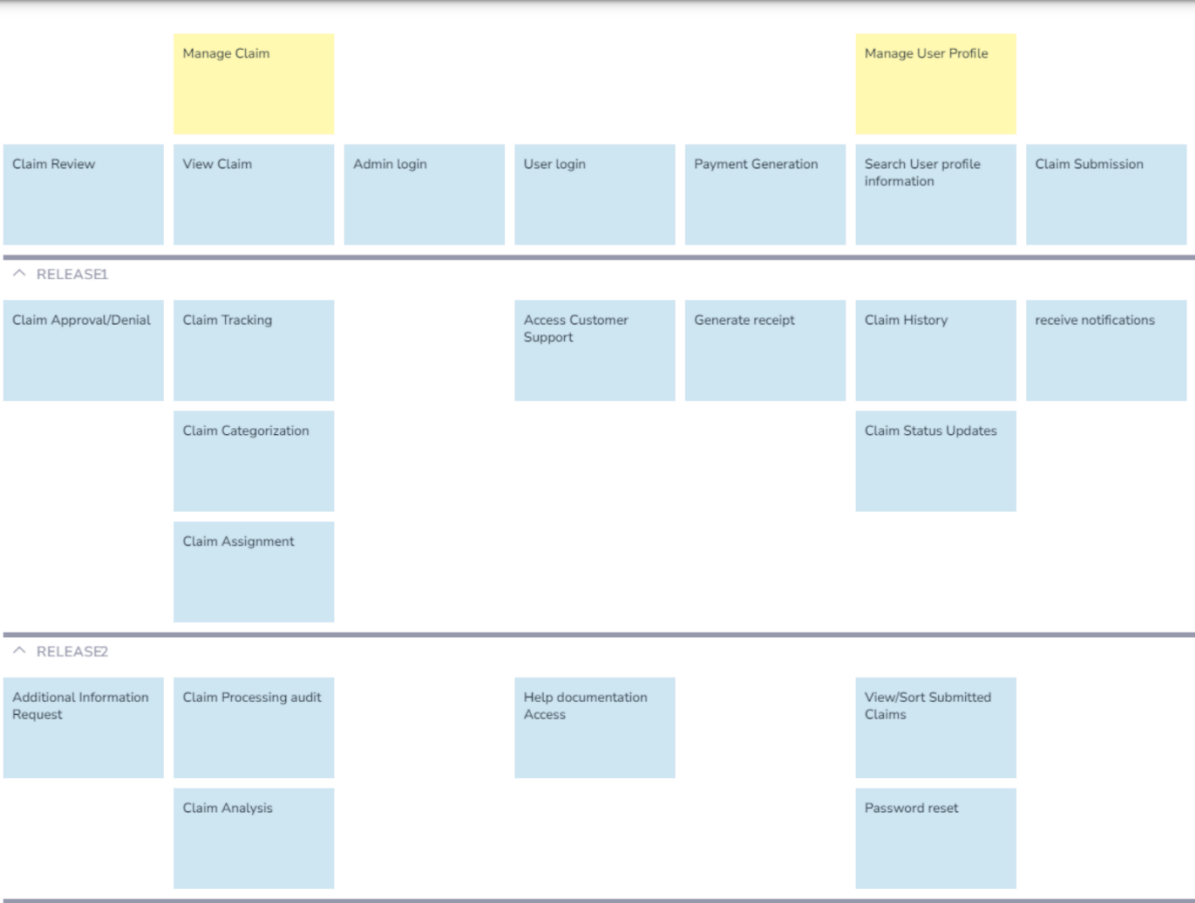 Manage Claim
Manage User Profile
Claim Review
View Claim
Admin login
User login
Payment Generation
Search User profile
information
Claim Submission
RELEASE1
Claim Approval/Denial
Claim Tracking
Access Customer
Support
Generate receipt
Claim History
receive notifications
Claim Categorization
Claim Status Updates
Claim Assignment
RELEASE2
Additional Information
Request
Claim Processing audit
Help documentation
Access
View/Sort Submitted
Claims
Claim Analysis
Password reset